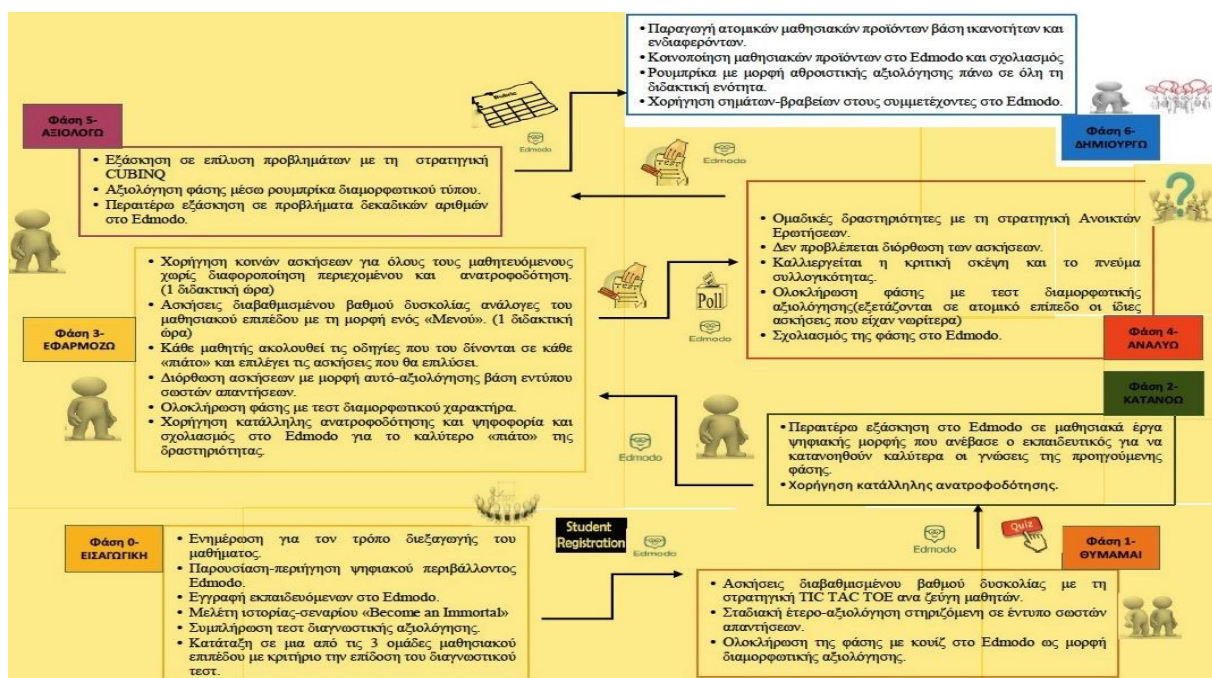 • Παραγωγή ατομικών μαθησιακών προϊόντων βάση ικανοτήτων και
ενδιαφερόντων.
• Κοινοποίηση μαθησιακών προϊόντων στο Edmodo και σχολιασμός
• Ρουμπρίκα με μορφή αθροιστικής αξιολόγησης πάνω σε όλη τη
διδακτική ενότητα.
• Χορήγηση σημάτων-βραβείων στους συμμετέχοντες στο Edmodo.
Φάση 6-
ΔΗΜΙΟΥΡΓΩ
Rubric
Edmodo
Φάση 5-
ΑΞΙΟΛΟΓΩ
• Εξάσκηση σε επίλυση προβλημάτων με τη στρατηγική
CUBINQ
• Αξιολόγηση φάσης μέσω ρουμπρίκα διαμορφωτικού τύπου.
• Περαιτέρω εξάσκηση σε προβλήματα δεκαδικών αριθμών
στο Edmodo.
TEST
Edmodo
• Ομαδικές δραστηριότητες με τη στρατηγική Ανοικτών
Ερωτήσεων.
• Δεν προβλέπεται διόρθωση των ασκήσεων.
• Καλλιεργείται η κριτική σκέψη και το πνεύμα
συλλογικότητας.
• Ολοκλήρωση φάσης με τεστ διαμορφωτικής
αξιολόγησης(εξετάζονται σε ατομικό επίπεδο οι ίδιες
ασκήσεις που είχαν νωρίτερα)
• Σχολιασμός της φάσης στο Edmodo.
Φάση 4-
ΑΝΑΛΥΩ
TEST
Poll
Edmodo
Φάση 3-
ΕΦΑΡΜΟΖΩ
• Χορήγηση κοινών ασκήσεων για όλους τους μαθητευόμενους
χωρίς διαφοροποίηση περιεχομένου και ανατροφοδότηση.
(1 διδακτική ώρα)
• Ασκήσεις διαβαθμισμένου βαθμού δυσκολίας ανάλογες του
μαθησιακού επιπέδου με τη μορφή ενός «Μενού». (1 διδακτική
ώρα)
• Κάθε μαθητής ακολουθεί τις οδηγίες που του δίνονται σε κάθε
«πιάτο» και επιλέγει τις ασκήσεις που θα επιλύσει.
• Διόρθωση ασκήσεων με μορφή αυτό-αξιολόγησης βάση εντύπου
σωστών απαντήσεων.
• Ολοκλήρωση φάσης με τεστ διαμορφωτικού χαρακτήρα.
• Χορήγηση κατάλληλης ανατροφοδότησης και ψηφοφορία και
σχολιασμός στο Edmodo για το καλύτερο «πιάτο» της
δραστηριότητας.
Φάση 2-
ΚΑΤΑΝΟΩ
• Περαιτέρω εξάσκηση στο Edmodo σε μαθησιακά έργα
ψηφιακής μορφής που ανέβασε ο εκπαιδευτικός για να
κατανοηθούν καλύτερα οι γνώσεις της προηγούμενης
φάσης.
• Χορήγηση κατάλληλης ανατροφοδότησης.
Edmodo
Φάση 0-
ΕΙΣΑΓΩΓΙΚΗ
• Ενημέρωση για τον τρόπο διεξαγωγής του
μαθήματος.
• Παρουσίαση-περιήγηση ψηφιακού περιβάλλοντος
Edmodo.
• Εγγραφή εκπαιδευόμενων στο Edmodo.
• Μελέτη ιστορίας-σεναρίου «Become an Immortal»
• Συμπλήρωση τεστ διαγνωστικής αξιολόγησης.
• Κατάταξη σε μια από τις 3 ομάδες μαθησιακού
επιπέδου με κριτήριο την επίδοση του διαγνωστικού
τεστ.
Student
Registration
Edmodo
Edmodo
Quiz
Φάση 1-
ΘΥΜΑΜΑΙ
• Ασκήσεις διαβαθμισμένου βαθμού δυσκολίας με τη
στρατηγική TIC TAC TOE ανα ζεύγη μαθητών.
• Σταδιακή έτερο-αξιολόγηση στηριζόμενη σε έντυπο σωστών
απαντήσεων.
• Ολοκλήρωση της φάσης με κουίζ στο Edmodo ως μορφή
διαμορφωτικής αξιολόγησης.